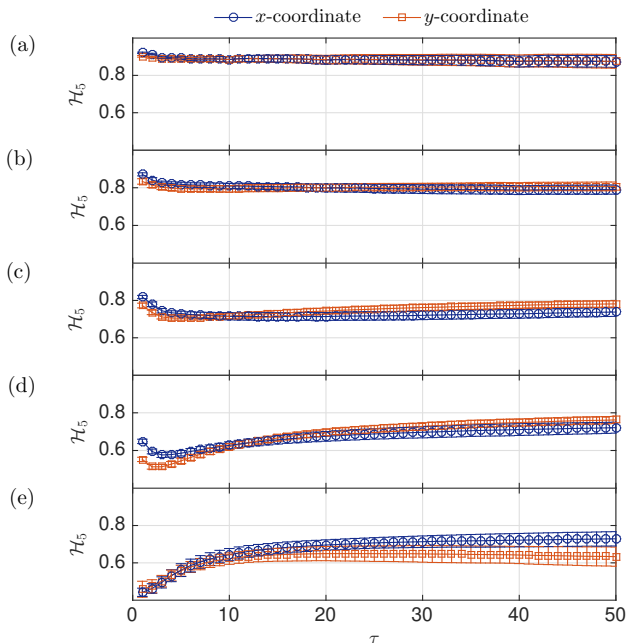 x-coordinate y-coordinate
(a)
0.8
0.6
ℋ₅
(b)
0.8
0.6
ℋ₅
(c)
0.8
0.6
ℋ₅
(d)
0.8
0.6
ℋ₅
(e)
0.8
0.6
ℋ₅
0 10 20 30 40 50
τ